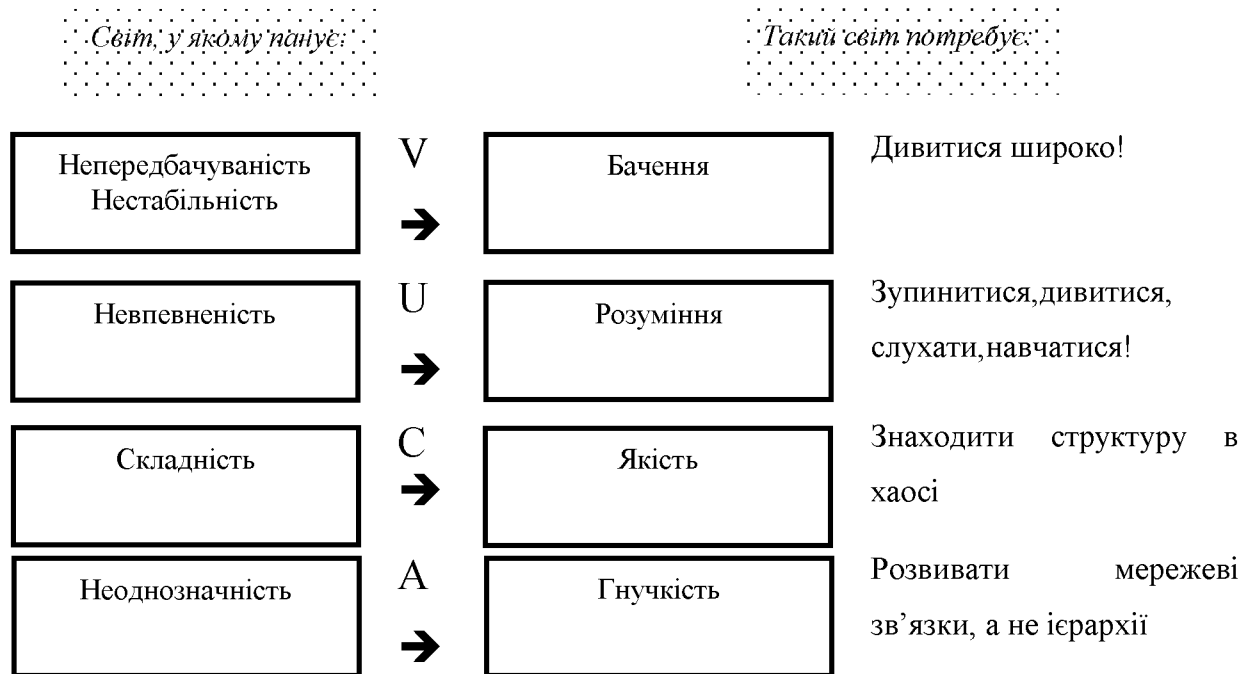 Світ, у якому панує:
Такий світ потребує:
Непередбачуваність
Нестабільність
V
Бачення
Дивитися широко!
Невпевненість
U
Розуміння
Зупинитися,дивитися,
слухати,навчатися!
Складність
C
Якість
Знаходити структуру в
хаосі
Неоднозначність
A
Гнучкість
Розвивати мережеві
зв’язки, а не ієрархії